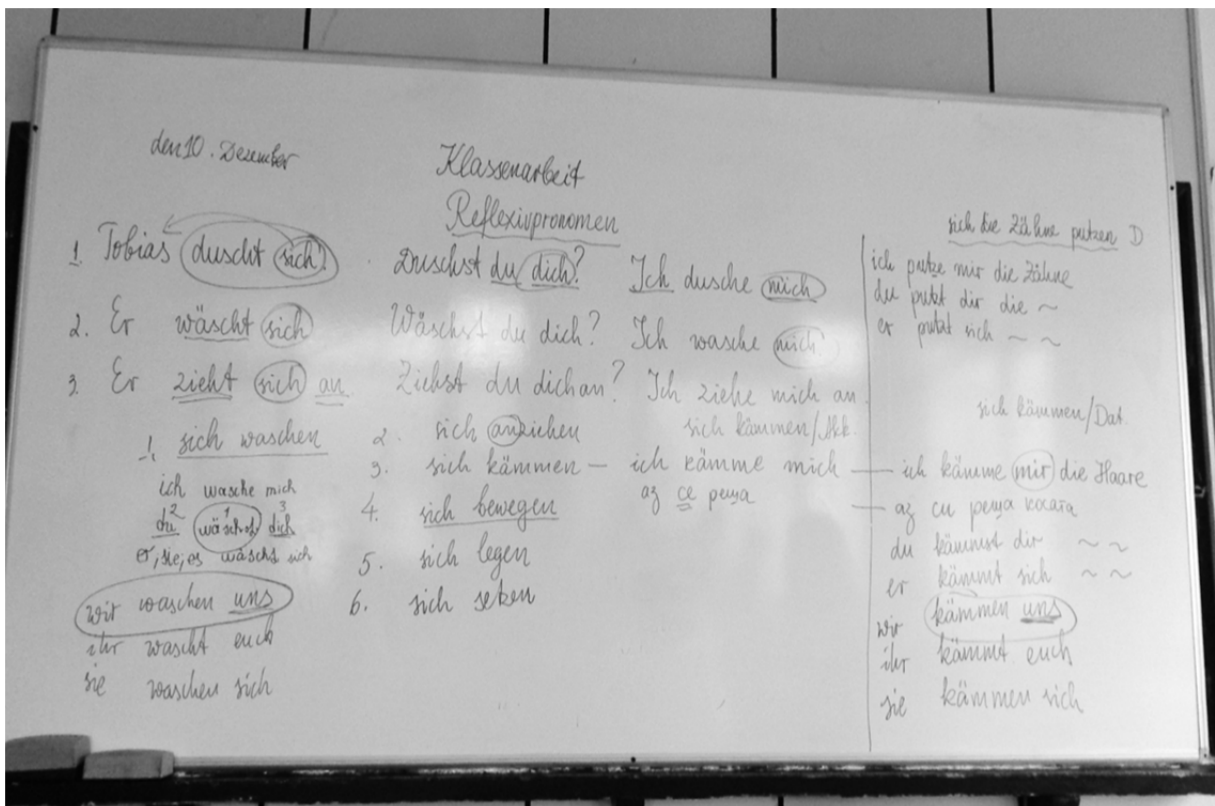 den 10. Dezember
Klassenarbeit
Reflexivpronomen
1. Tobias duscht sich. Duschst du dich? Ich dusche mich
2. Er wäscht sich Wäschst du dich? Ich wasche mich
3. Er zieht sich an Ziehst du dich an? Ich ziehe mich an.
1. sich waschen
ich wasche mich
du wäschst dich
2 1 3
er, sie, es wäscht sich
wir waschen uns
ihr wascht euch
sie waschen sich
2. sich anziehen
sich kämmen/Akk.
3. sich kämmen — ich kämme mich — ich kämme mir die Haare
аз се реша — аз си реша косата
4. sich bewegen
5. sich legen
6. sich setzen
sich die Zähne putzen D
ich putze mir die Zähne
du putzt dir die ~
er putzt sich ~ ~
sich kämmen/Dat.
du kämmst dir ~ ~
er kämmt sich ~ ~
wir kämmen uns
ihr kämmt euch
sie kämmen sich